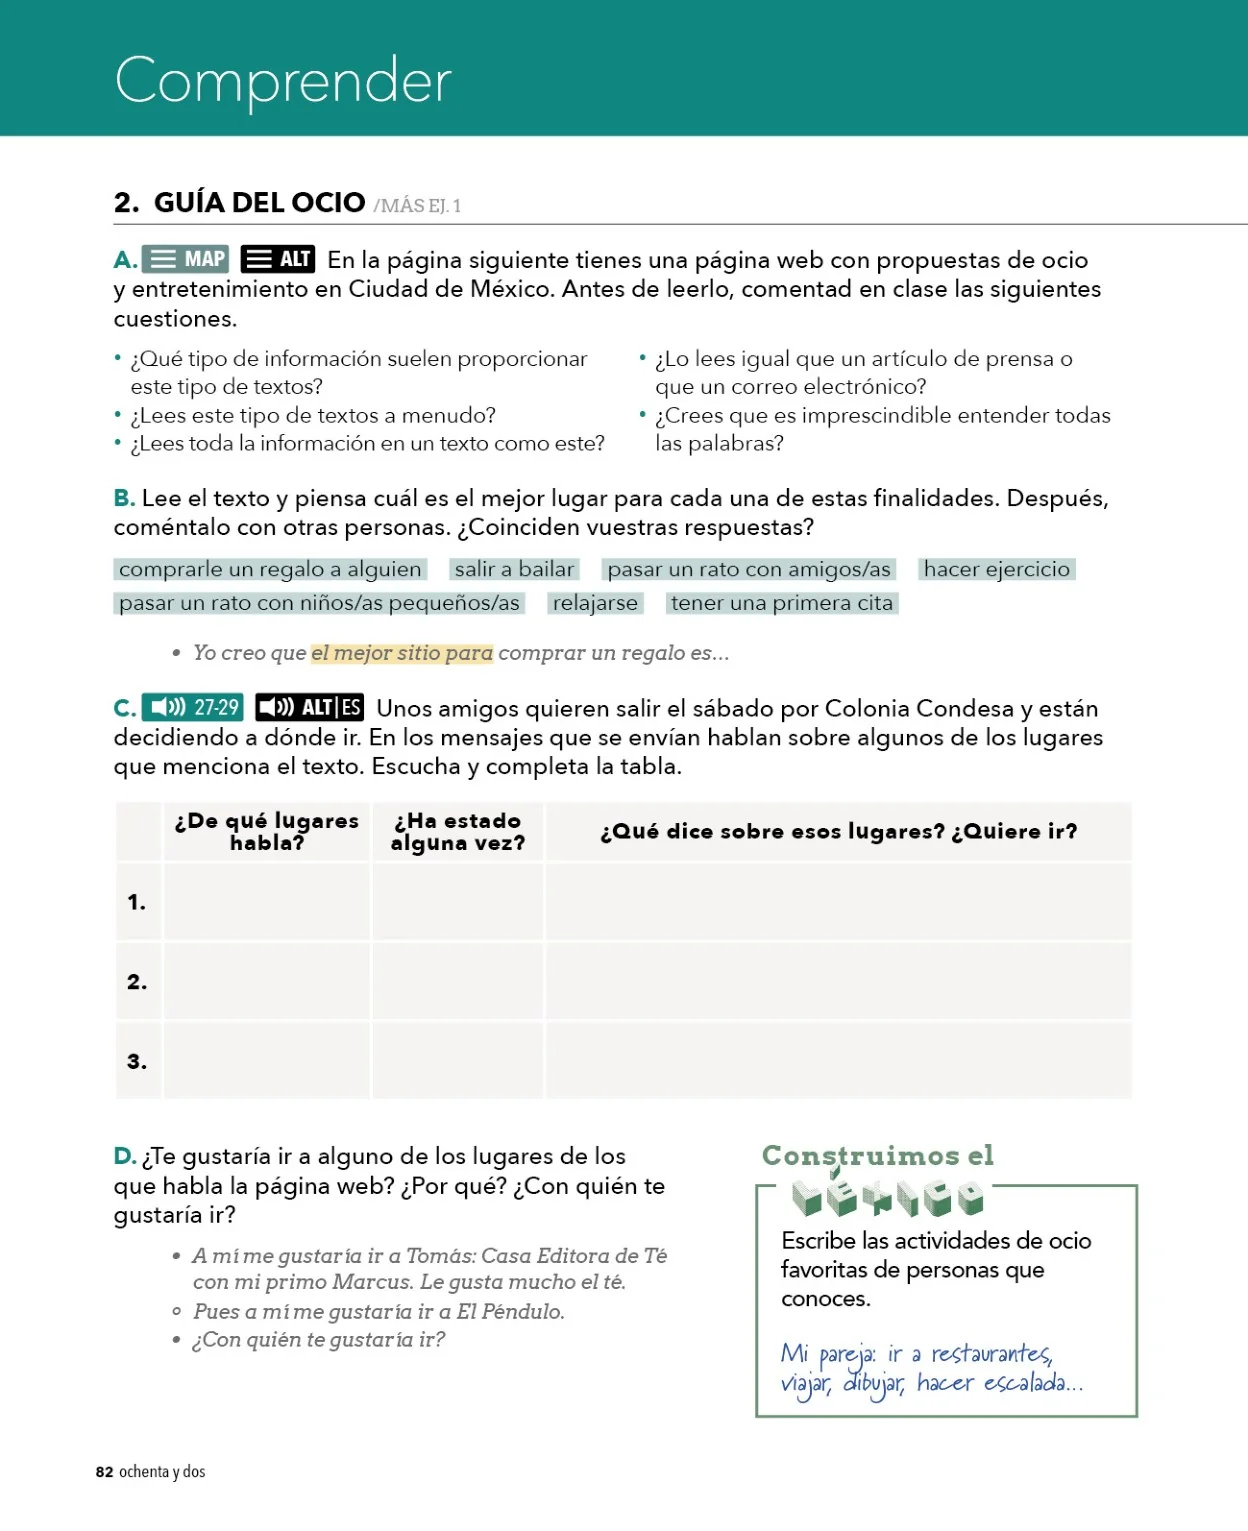 Comprender
2. GUÍA DEL OCIO /MÁS EJ. 1
A. MAP ALT En la página siguiente tienes una página web con propuestas de ocio
y entretenimiento en Ciudad de México. Antes de leerlo, comentad en clase las siguientes
cuestiones.
• ¿Qué tipo de información suelen proporcionar
este tipo de textos?
• ¿Lees este tipo de textos a menudo?
• ¿Lees toda la información en un texto como este?
• ¿Lo lees igual que un artículo de prensa o
que un correo electrónico?
• ¿Crees que es imprescindible entender todas
las palabras?
B. Lee el texto y piensa cuál es el mejor lugar para cada una de estas finalidades. Después,
coméntalo con otras personas. ¿Coinciden vuestras respuestas?
comprarle un regalo a alguien salir a bailar pasar un rato con amigos/as hacer ejercicio
pasar un rato con niños/as pequeños/as relajarse tener una primera cita
• Yo creo que el mejor sitio para comprar un regalo es...
C. 27-29 ALT|ES Unos amigos quieren salir el sábado por Colonia Condesa y están
decidiendo a dónde ir. En los mensajes que se envían hablan sobre algunos de los lugares
que menciona el texto. Escucha y completa la tabla.
¿De qué lugares
habla?
¿Ha estado
alguna vez?
¿Qué dice sobre esos lugares? ¿Quiere ir?
1.
2.
3.
D. ¿Te gustaría ir a alguno de los lugares de los
que habla la página web? ¿Por qué? ¿Con quién te
gustaría ir?
• A mí me gustaría ir a Tomás: Casa Editora de Té
con mi primo Marcus. Le gusta mucho el té.
○ Pues a mí me gustaría ir a El Péndulo.
• ¿Con quién te gustaría ir?
Construimos el
LÉXICO
Escribe las actividades de ocio
favoritas de personas que
conoces.
Mi pareja: ir a restaurantes,
viajar, dibujar, hacer escalada...
82 ochenta y dos